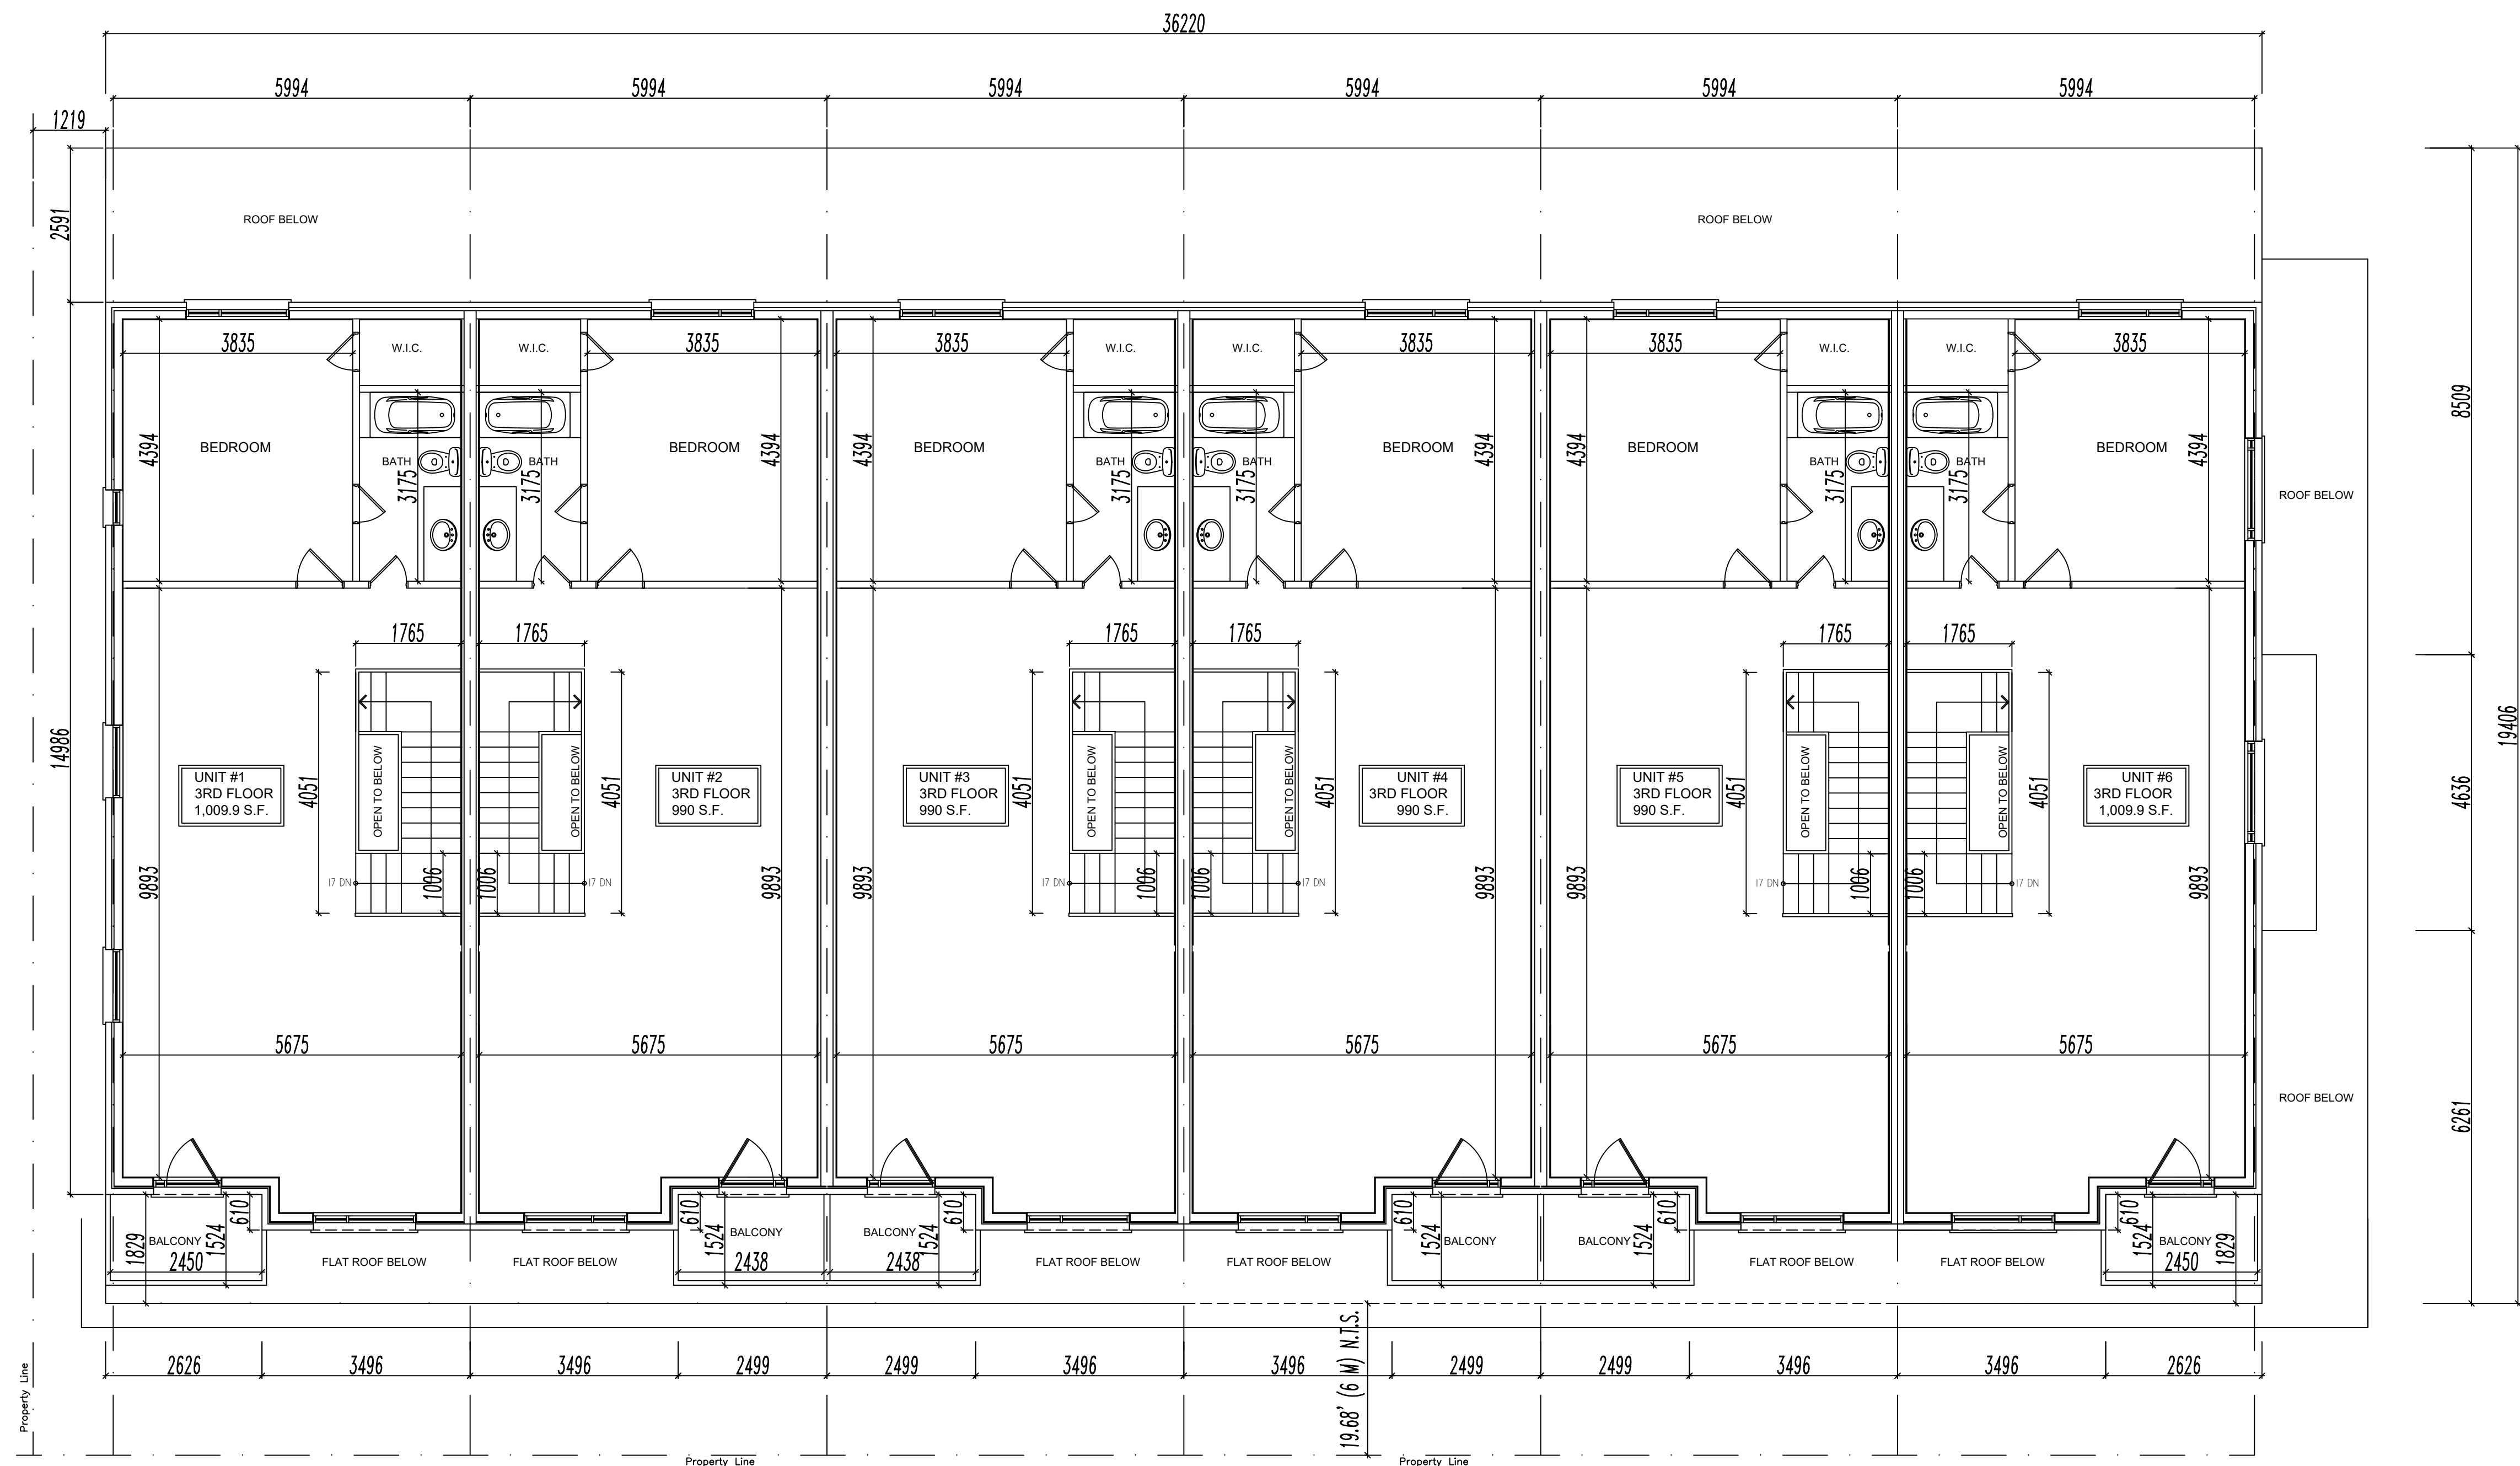 36220
5994 5994 5994 5994 5994 5994
1219
2591
ROOF BELOW ROOF BELOW
3835 W.I.C. W.I.C. 3835 3835 W.I.C. W.I.C. 3835 3835 W.I.C. W.I.C. 3835
8509
4394 BEDROOM BEDROOM 4394 4394 BEDROOM BEDROOM 4394 4394 BEDROOM BEDROOM 4394
BATH BATH BATH BATH BATH BATH
3175 3175 3175 3175 3175 3175
ROOF BELOW
1765 1765 1765 1765 1765 1765
14986
19406
UNIT #1
3RD FLOOR
1,009.9 S.F.
4051
OPEN TO BELOW
OPEN TO BELOW
4051
UNIT #2
3RD FLOOR
990 S.F.
UNIT #3
3RD FLOOR
990 S.F.
4051
OPEN TO BELOW
OPEN TO BELOW
4051
UNIT #4
3RD FLOOR
990 S.F.
UNIT #5
3RD FLOOR
990 S.F.
4051
OPEN TO BELOW
OPEN TO BELOW
4051
UNIT #6
3RD FLOOR
1,009.9 S.F.
4636
9893 17 DN 1006 1006 17 DN 9893 9893 17 DN 1006 1006 17 DN 9893 9893 17 DN 1006 1006 17 DN 9893
5675 5675 5675 5675 5675 5675
ROOF BELOW
6261
610 610 610 610 610 610
1829 BALCONY 1524 1524 BALCONY BALCONY 1524 1524 BALCONY BALCONY 1524 1524 BALCONY 1829
2450 FLAT ROOF BELOW FLAT ROOF BELOW 2438 2438 FLAT ROOF BELOW FLAT ROOF BELOW FLAT ROOF BELOW FLAT ROOF BELOW 2450
19.68' (6 M) N.T.S.
2626 3496 3496 2499 2499 3496 3496 2499 2499 3496 3496 2626
Property Line
Property Line Property Line